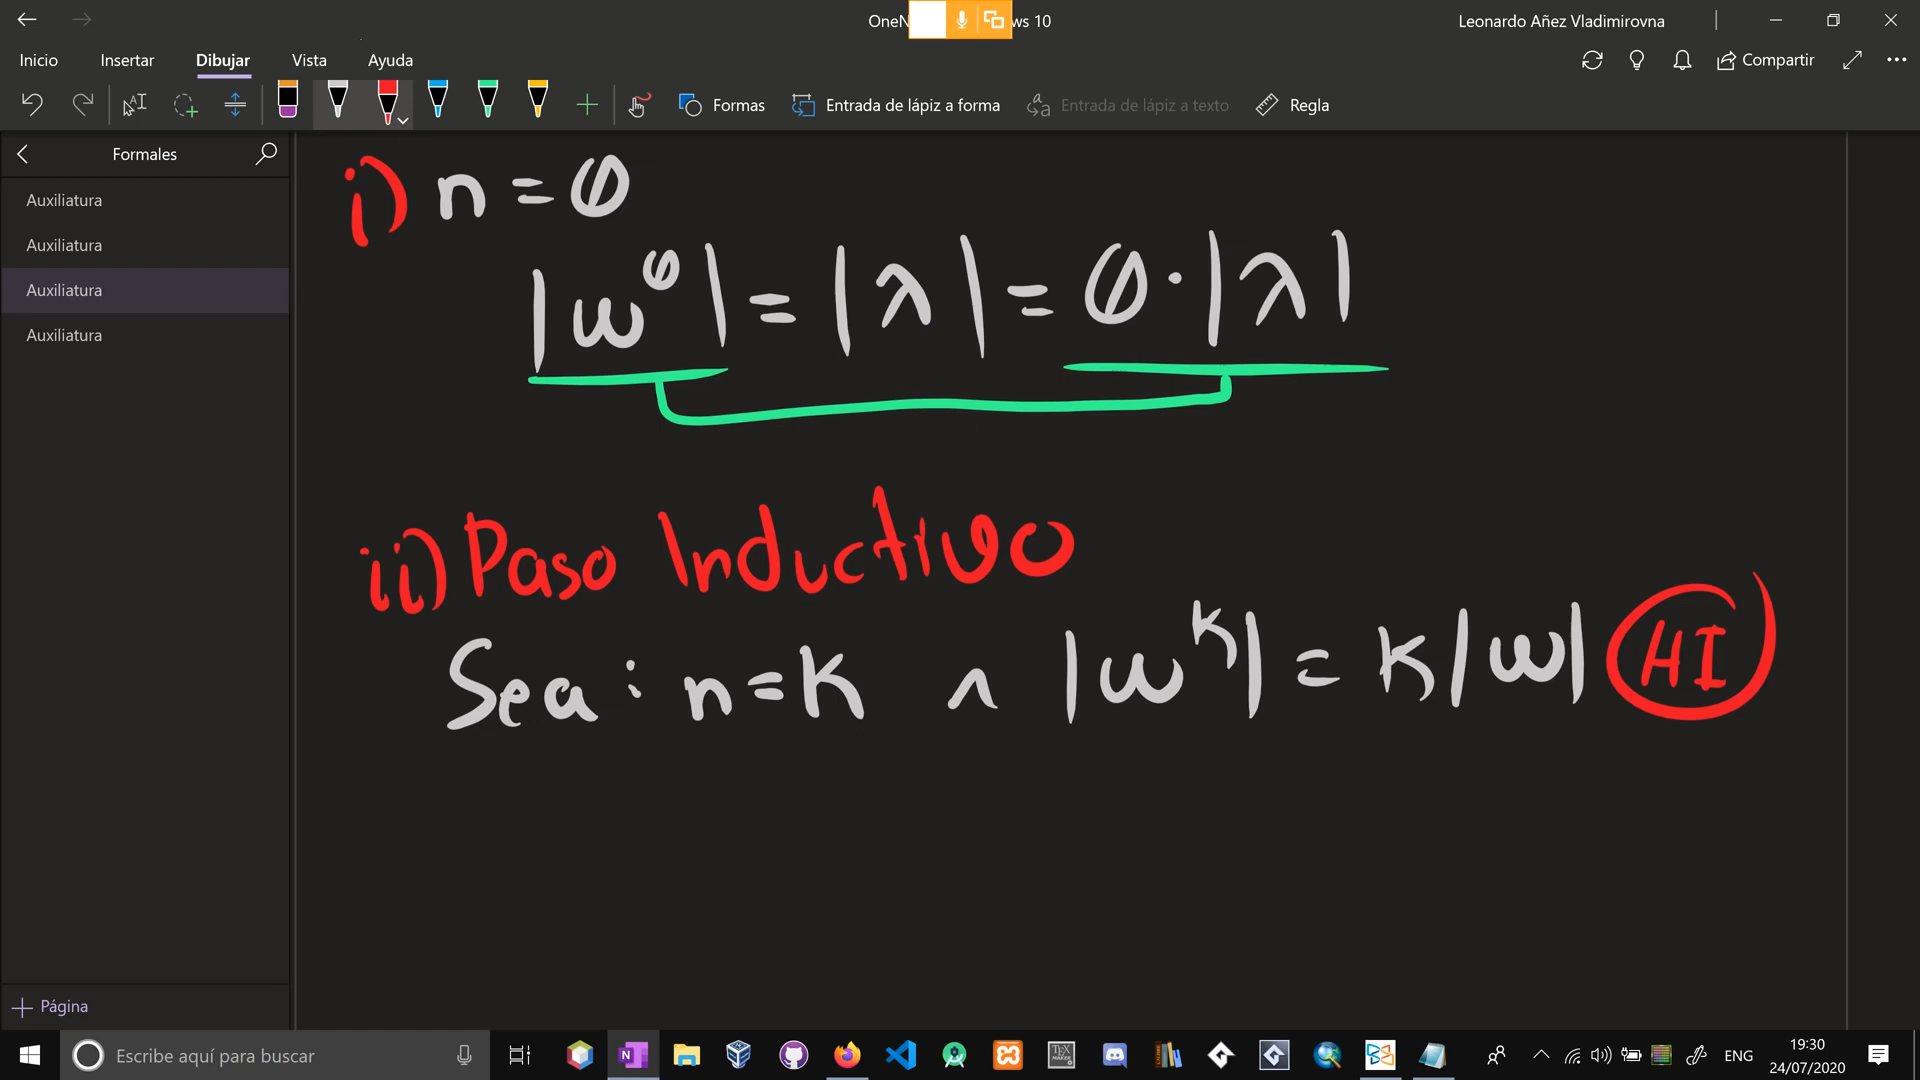 OneN
ws 10
Leonardo Añez Vladimirovna
Inicio Insertar Dibujar Vista Ayuda
Compartir
Formas
Entrada de lápiz a forma
Entrada de lápiz a texto
Regla
Formales
Auxiliatura
Auxiliatura
Auxiliatura
Auxiliatura
Página
i) n = 0
|w^0| = |λ| = 0 · |λ|
ii) Paso Inductivo
Sea: n = K ∧ |w^K| = K|w| HI
Escribe aquí para buscar
ENG
19:30
24/07/2020